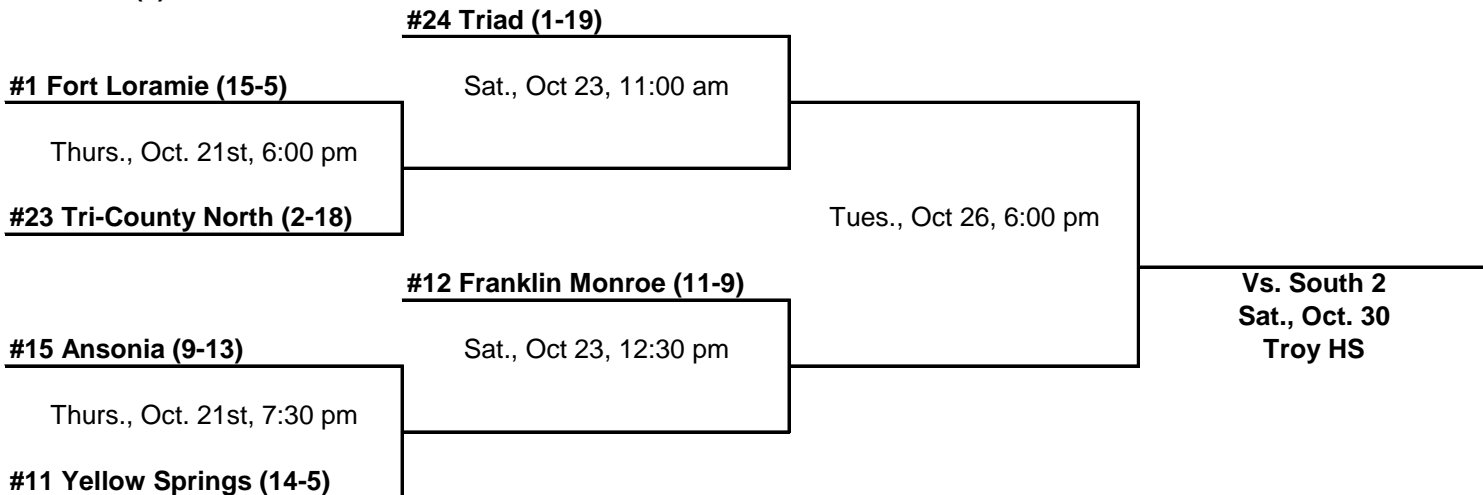 #24 Triad (1-19)
#1 Fort Loramie (15-5)
Sat., Oct 23, 11:00 am
Thurs., Oct. 21st, 6:00 pm
#23 Tri-County North (2-18)
Tues., Oct 26, 6:00 pm
#12 Franklin Monroe (11-9)
Vs. South 2
Sat., Oct. 30
Troy HS
#15 Ansonia (9-13)
Sat., Oct 23, 12:30 pm
Thurs., Oct. 21st, 7:30 pm
#11 Yellow Springs (14-5)